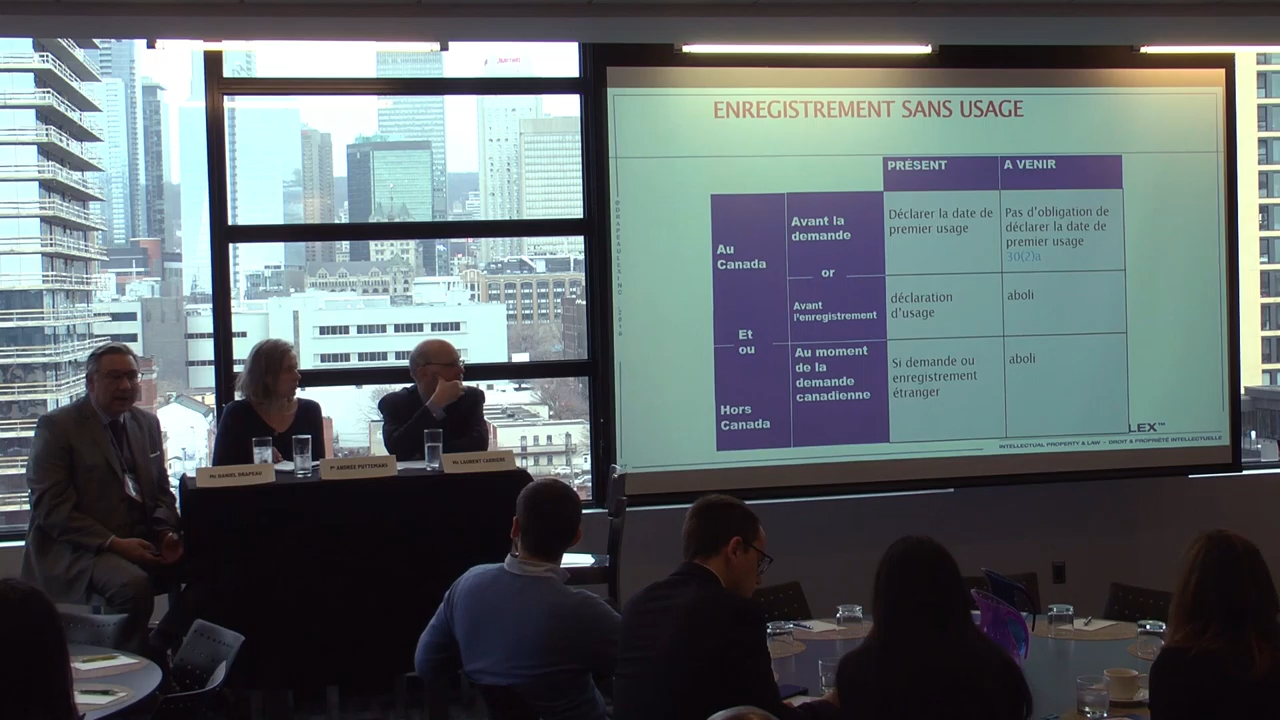 Marriott
ENREGISTREMENT SANS USAGE
PRÉSENT
A VENIR
Au
Canada
Et
ou
Hors
Canada
Avant la
demande
or
Avant
l'enregistrement
Au moment
de la
demande
canadienne
Déclarer la date de
premier usage
Pas d'obligation de
déclarer la date de
premier usage
30(2)a
déclaration
d'usage
aboli
Si demande ou
enregistrement
étranger
aboli
LEX™
INTELLECTUAL PROPERTY & LAW – DROIT & PROPRIÉTÉ INTELLECTUELLE
Me DANIEL DRAPEAU
Pr ANDRÉE PUTTEMANS
Me LAURENT CARRIÈRE